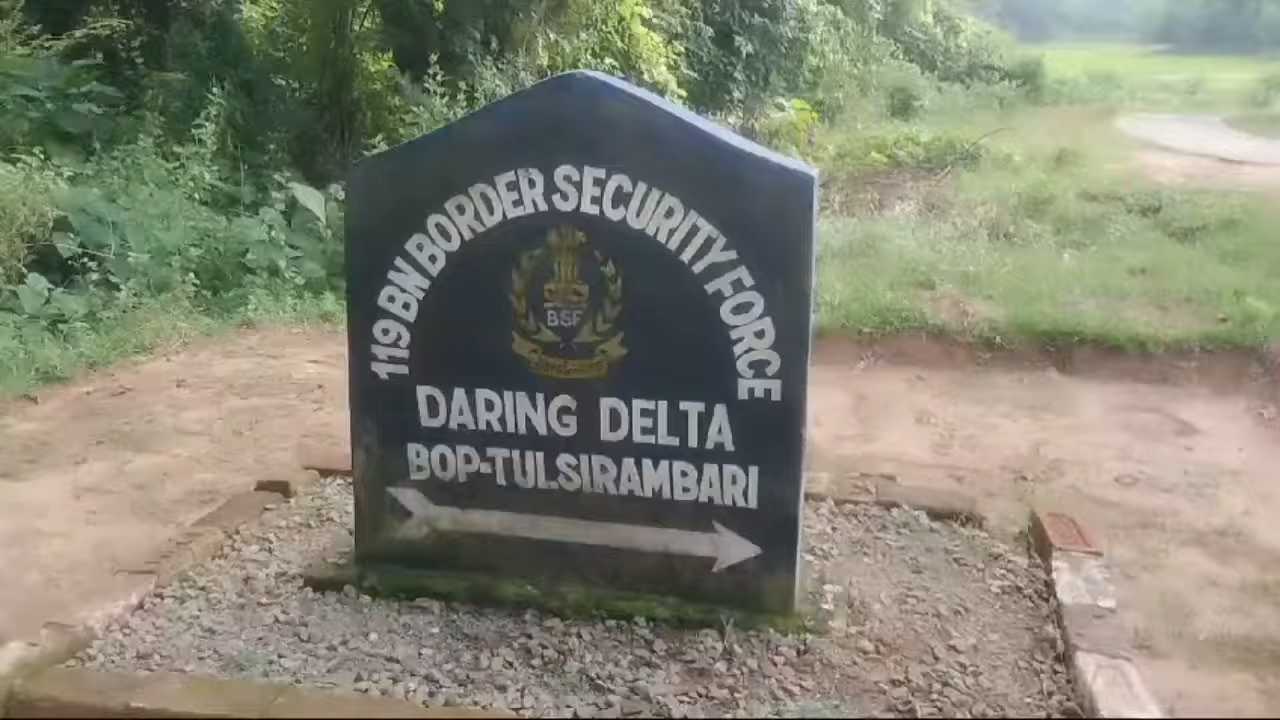 119 BN BORDER SECURITY FORCE
BSF
DARING DELTA
BOP-TULSIRAMBARI